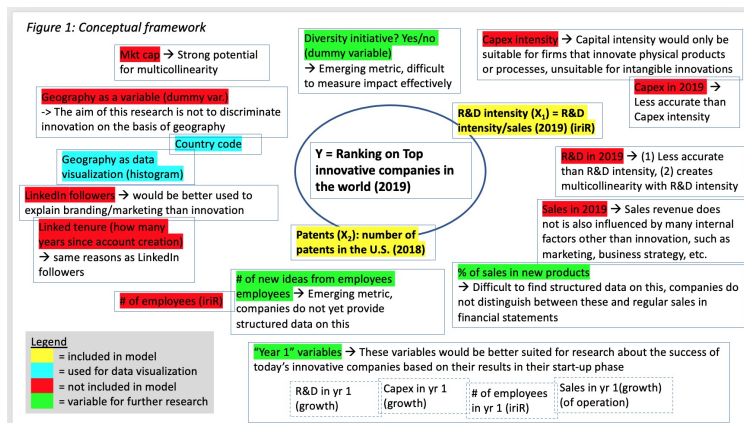 Figure 1: Conceptual framework
Mkt cap → Strong potential
for multicollinearity
Diversity initiative? Yes/no
(dummy variable)
→ Emerging metric, difficult
to measure impact effectively
Capex Intensity → Capital intensity would only be
suitable for firms that innovate physical products
or processes, unsuitable for intangible innovations
Capex in 2019 →
Less accurate than
Capex intensity
Geography as a variable (dummy var.)
-> The aim of this research is not to discriminate
innovation on the basis of geography
Country code
Geography as data
visualization (histogram)
R&D intensity (X₁) = R&D
intensity/sales (2019) (iriR)
Y = Ranking on Top
innovative companies in
the world (2019)
R&D in 2019 → (1) Less accurate
than R&D intensity, (2) creates
multicollinearity with R&D intensity
LinkedIn followers → would be better used to
explain branding/marketing than innovation
Linked tenure (how many
years since account creation)
→ same reasons as LinkedIn
followers
Sales in 2019 → Sales revenue does
not is also influenced by many internal
factors other than innovation, such as
marketing, business strategy, etc.
Patents (X₂): number of
patents in the U.S. (2018)
# of employees (iriR)
# of new ideas from employees
employees → Emerging metric,
companies do not yet provide
structured data on this
% of sales in new products
→ Difficult to find structured data on this, companies do
not distinguish between these and regular sales in
financial statements
Legend
= included in model
= used for data visualization
= not included in model
= variable for further research
“Year 1” variables → These variables would be better suited for research about the success of
today’s innovative companies based on their results in their start-up phase
R&D in yr 1
(growth)
Capex in yr 1
(growth)
# of employees
in yr 1 (iriR)
Sales in yr 1(growth)
(of operation)